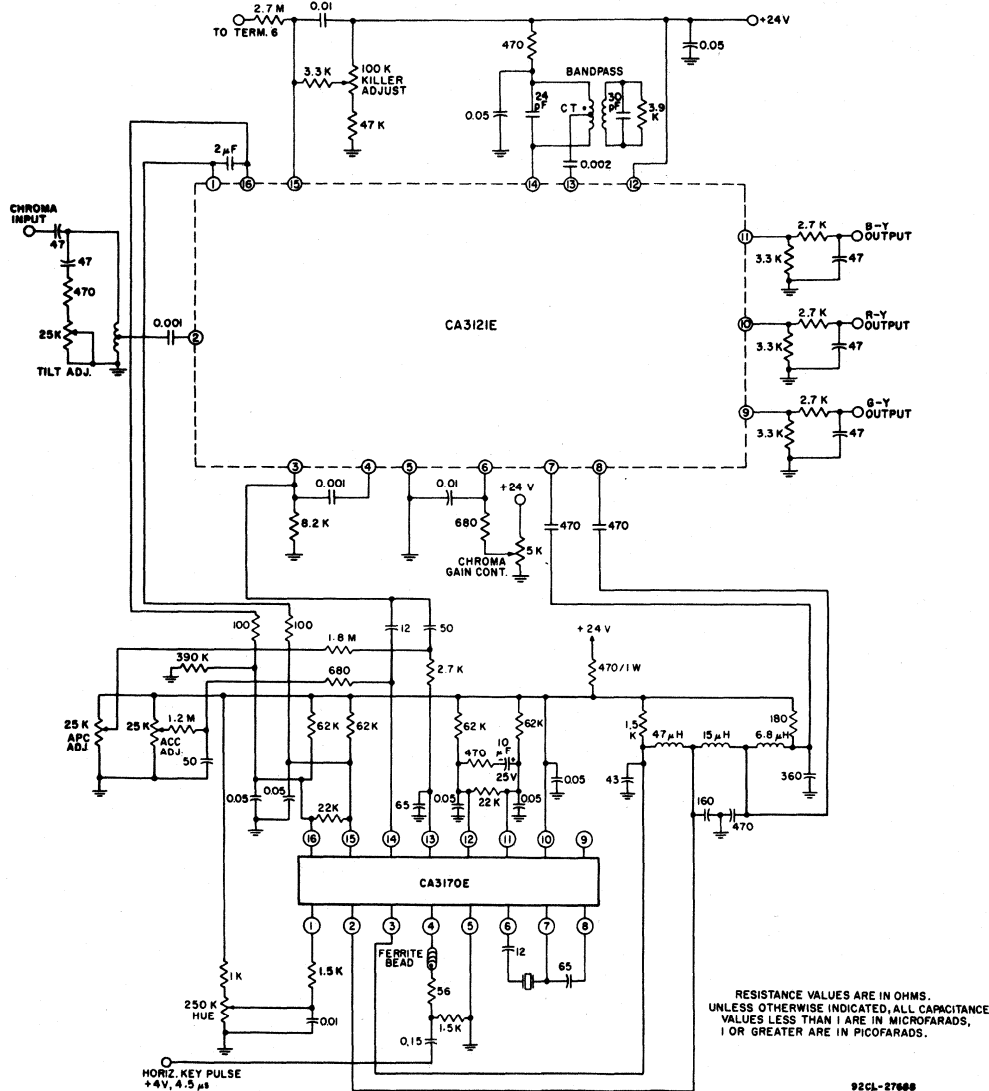 2.7 M
0.01
TO TERM. 6
+24V
0.05
470
3.3 K
100 K
KILLER
ADJUST
47 K
BANDPASS
0.05
24
pF
CT
30
pF
3.9
K
0.002
2 µF
1
16
15
14
13
12
CHROMA
INPUT
47
47
470
25K
TILT ADJ.
0.001
2
CA3121E
11
2.7 K
B-Y
OUTPUT
3.3 K
47
10
2.7 K
R-Y
OUTPUT
3.3 K
47
9
2.7 K
G-Y
OUTPUT
3.3 K
47
3
4
5
6
7
8
0.001
8.2 K
0.01
+24 V
680
5K
CHROMA
GAIN CONT.
470
470
100
100
12
50
1.8 M
390 K
680
2.7 K
+24 V
470/1W
25 K
APC
ADJ.
25K
ACC
ADJ.
1.2 M
50
62K
62K
62K
62K
470
10
µF
- +
25V
1.5
K
47µH
15µH
6.8µH
180
0.05
0.05
22K
65
0.05
22 K
0.05
0.05
43
360
160
470
16
15
14
13
12
11
10
9
CA3170E
1
2
3
4
5
6
7
8
FERRITE
BEAD
12
65
1K
1.5K
56
250 K
HUE
0.01
1.5K
0.15
HORIZ. KEY PULSE
+4V, 4.5 µs
RESISTANCE VALUES ARE IN OHMS.
UNLESS OTHERWISE INDICATED, ALL CAPACITANCE
VALUES LESS THAN 1 ARE IN MICROFARADS,
1 OR GREATER ARE IN PICOFARADS.
92CL-27688